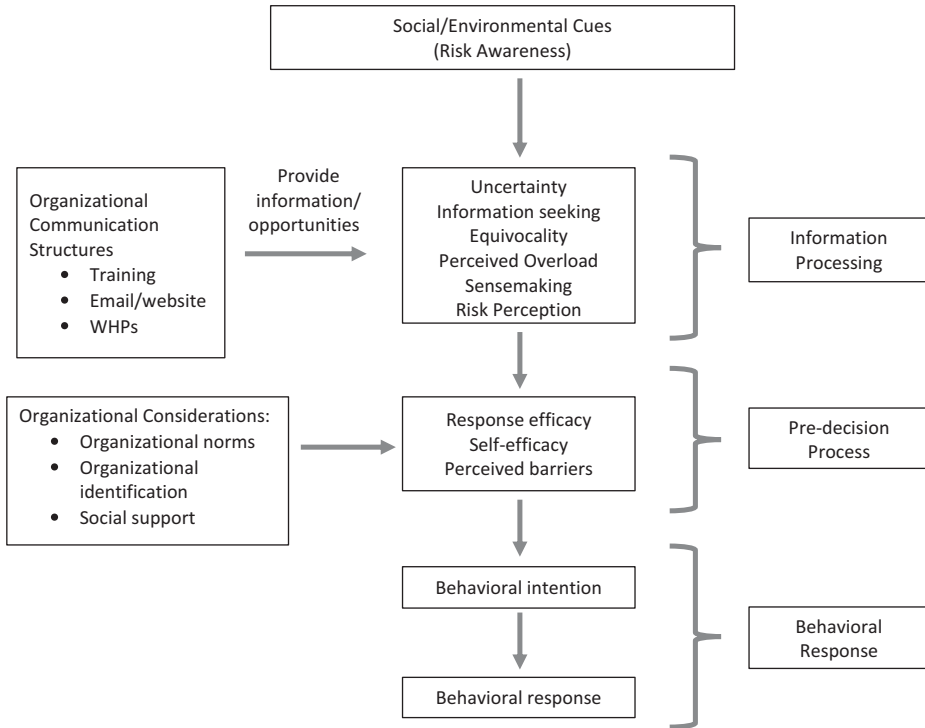 Social/Environmental Cues
(Risk Awareness)
Organizational
Communication
Structures
• Training
• Email/website
• WHPs
Provide
information/
opportunities
Uncertainty
Information seeking
Equivocality
Perceived Overload
Sensemaking
Risk Perception
Information
Processing
Organizational Considerations:
• Organizational norms
• Organizational
identification
• Social support
Response efficacy
Self-efficacy
Perceived barriers
Pre-decision
Process
Behavioral intention
Behavioral response
Behavioral
Response